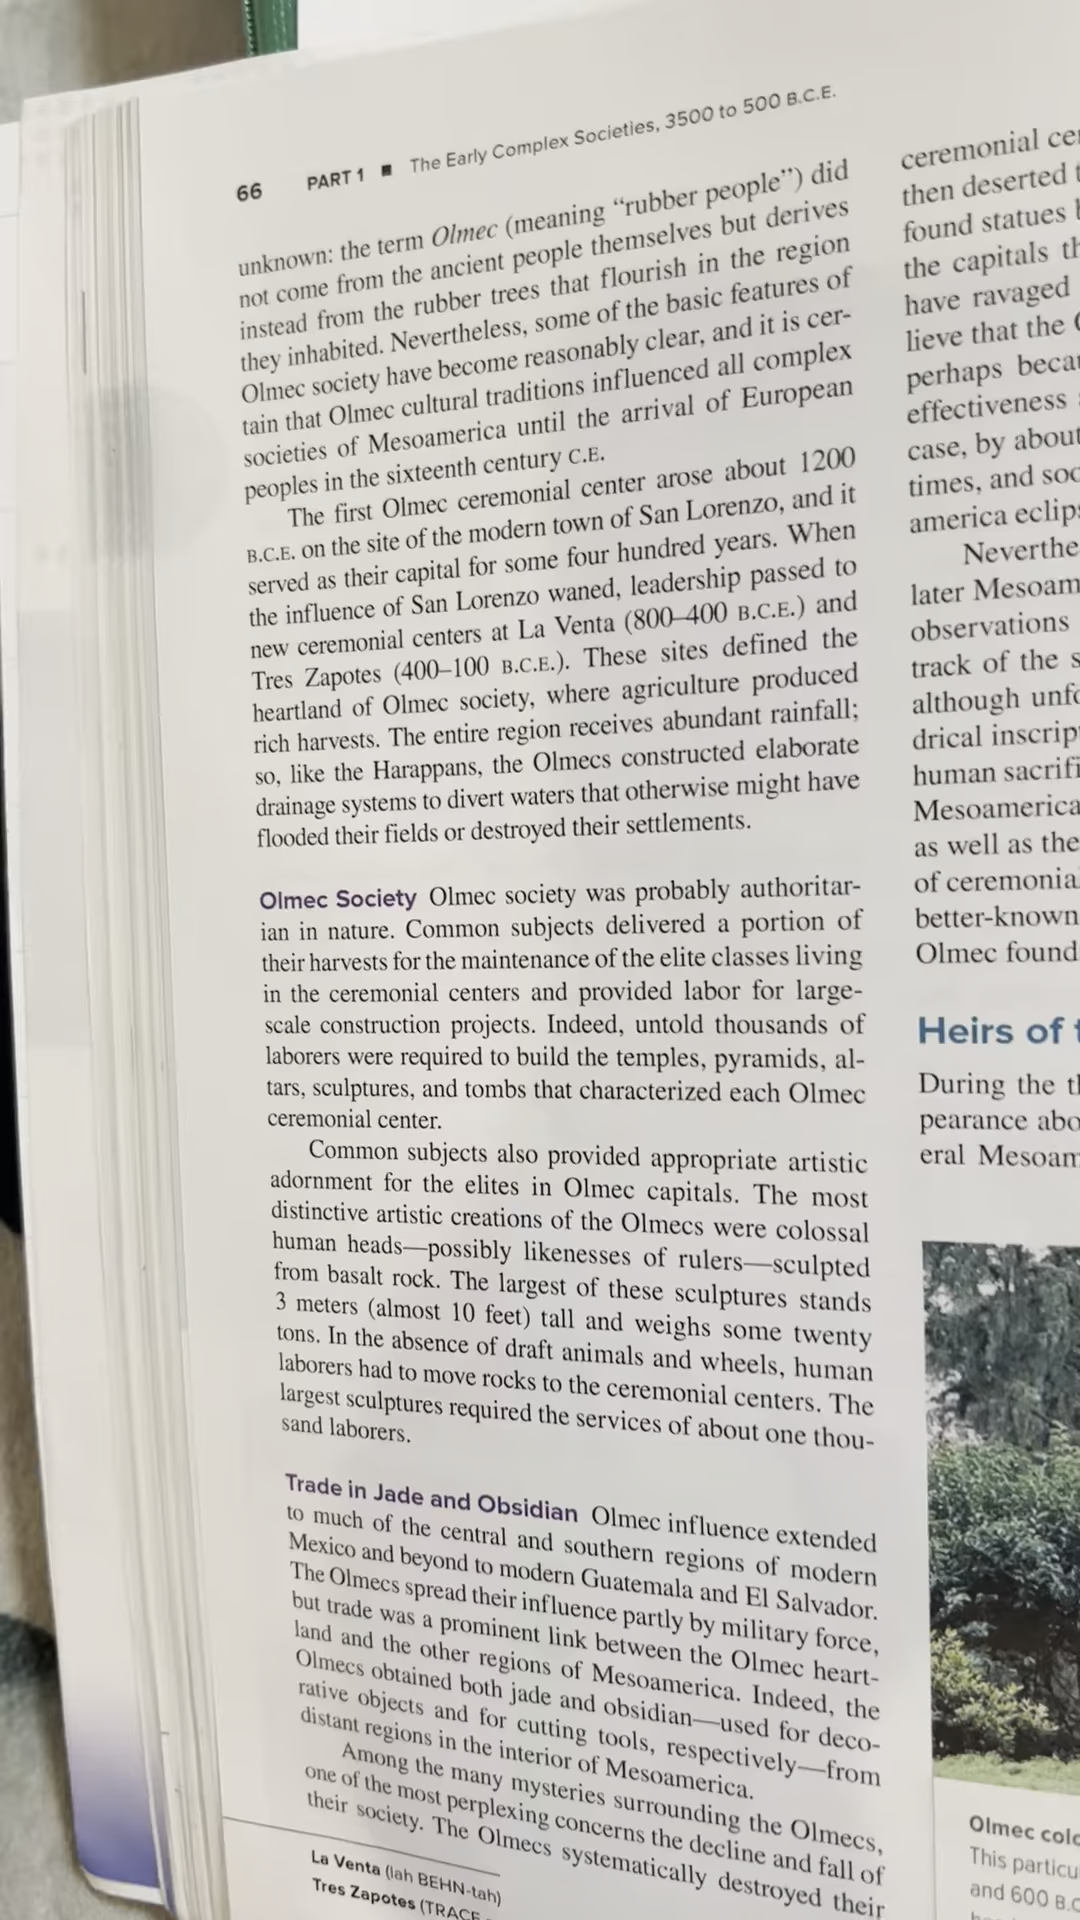 66 PART 1 ■ The Early Complex Societies, 3500 to 500 B.C.E.
unknown: the term Olmec (meaning “rubber people”) did
not come from the ancient people themselves but derives
instead from the rubber trees that flourish in the region
they inhabited. Nevertheless, some of the basic features of
Olmec society have become reasonably clear, and it is cer-
tain that Olmec cultural traditions influenced all complex
societies of Mesoamerica until the arrival of European
peoples in the sixteenth century C.E.
The first Olmec ceremonial center arose about 1200
B.C.E. on the site of the modern town of San Lorenzo, and it
served as their capital for some four hundred years. When
the influence of San Lorenzo waned, leadership passed to
new ceremonial centers at La Venta (800–400 B.C.E.) and
Tres Zapotes (400–100 B.C.E.). These sites defined the
heartland of Olmec society, where agriculture produced
rich harvests. The entire region receives abundant rainfall;
so, like the Harappans, the Olmecs constructed elaborate
drainage systems to divert waters that otherwise might have
flooded their fields or destroyed their settlements.
Olmec Society Olmec society was probably authoritar-
ian in nature. Common subjects delivered a portion of
their harvests for the maintenance of the elite classes living
in the ceremonial centers and provided labor for large-
scale construction projects. Indeed, untold thousands of
laborers were required to build the temples, pyramids, al-
tars, sculptures, and tombs that characterized each Olmec
ceremonial center.
Common subjects also provided appropriate artistic
adornment for the elites in Olmec capitals. The most
distinctive artistic creations of the Olmecs were colossal
human heads—possibly likenesses of rulers—sculpted
from basalt rock. The largest of these sculptures stands
3 meters (almost 10 feet) tall and weighs some twenty
tons. In the absence of draft animals and wheels, human
laborers had to move rocks to the ceremonial centers. The
largest sculptures required the services of about one thou-
sand laborers.
Trade in Jade and Obsidian Olmec influence extended
to much of the central and southern regions of modern
Mexico and beyond to modern Guatemala and El Salvador.
The Olmecs spread their influence partly by military force,
but trade was a prominent link between the Olmec heart-
land and the other regions of Mesoamerica. Indeed, the
Olmecs obtained both jade and obsidian—used for deco-
rative objects and for cutting tools, respectively—from
distant regions in the interior of Mesoamerica.
Among the many mysteries surrounding the Olmecs,
one of the most perplexing concerns the decline and fall of
their society. The Olmecs systematically destroyed their
La Venta (lah BEHN-tah)
Tres Zapotes (TRACE
ceremonial
then deserted
found statues
the capitals
have ravaged
lieve that the
perhaps
effectiveness
case, by about
times, and
america
later
observations
track of the
although
drical
human
Mesoamerica
as well as the
of
better-known
Olmec found
Heirs of
During the
pearance
eral
Olmec
This
and 600 B.C